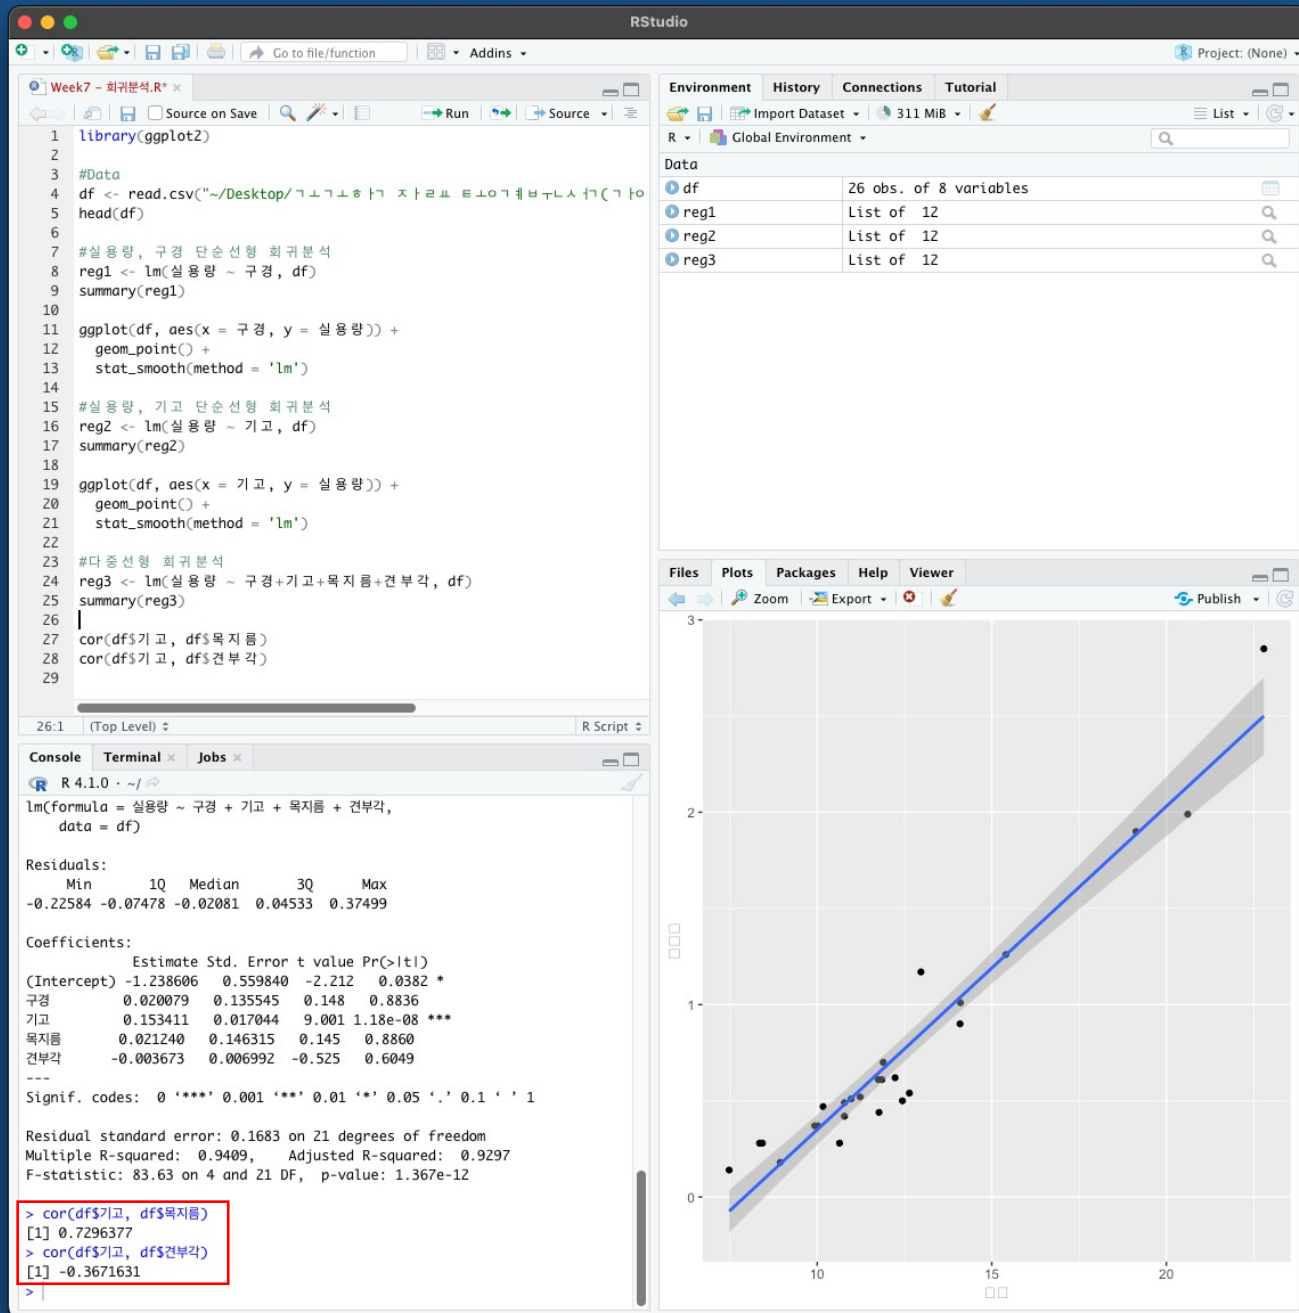 RStudio
Go to file/function
Addins
Project: (None)
Week7 - 회귀분석.R*
Source on Save
Run
Source
1 library(ggplot2)
2
3 #Data
4 df <- read.csv("~/Desktop/ㄱㅗㄱㅗㅎㅏㄱ ㅈㅏㄹㅛ ㅌㅗㅇㄱㅖㅂㅜㄴㅅㅓㄱ(ㄱㅏㅇ
5 head(df)
6
7 #실용량, 구경 단순선형 회귀분석
8 reg1 <- lm(실용량 ~ 구경, df)
9 summary(reg1)
10
11 ggplot(df, aes(x = 구경, y = 실용량)) +
12 geom_point() +
13 stat_smooth(method = 'lm')
14
15 #실용량, 기고 단순선형 회귀분석
16 reg2 <- lm(실용량 ~ 기고, df)
17 summary(reg2)
18
19 ggplot(df, aes(x = 기고, y = 실용량)) +
20 geom_point() +
21 stat_smooth(method = 'lm')
22
23 #다중선형 회귀분석
24 reg3 <- lm(실용량 ~ 구경+기고+목지름+견부각, df)
25 summary(reg3)
26
27 cor(df$기고, df$목지름)
28 cor(df$기고, df$견부각)
29
26:1 (Top Level) R Script
Console Terminal Jobs
R 4.1.0 · ~/
lm(formula = 실용량 ~ 구경 + 기고 + 목지름 + 견부각,
data = df)
Residuals:
Min 1Q Median 3Q Max
-0.22584 -0.07478 -0.02081 0.04533 0.37499
Coefficients:
Estimate Std. Error t value Pr(>|t|)
(Intercept) -1.238606 0.559840 -2.212 0.0382 *
구경 0.020079 0.135545 0.148 0.8836
기고 0.153411 0.017044 9.001 1.18e-08 ***
목지름 0.021240 0.146315 0.145 0.8860
견부각 -0.003673 0.006992 -0.525 0.6049
---
Signif. codes: 0 ‘***’ 0.001 ‘**’ 0.01 ‘*’ 0.05 ‘.’ 0.1 ‘ ’ 1
Residual standard error: 0.1683 on 21 degrees of freedom
Multiple R-squared: 0.9409, Adjusted R-squared: 0.9297
F-statistic: 83.63 on 4 and 21 DF, p-value: 1.367e-12
> cor(df$기고, df$목지름)
[1] 0.7296377
> cor(df$기고, df$견부각)
[1] -0.3671631
>
Environment History Connections Tutorial
Import Dataset 311 MiB List
R Global Environment
Data
df 26 obs. of 8 variables
reg1 List of 12
reg2 List of 12
reg3 List of 12
Files Plots Packages Help Viewer
Zoom Export Publish
3
2
1
0
10 15 20